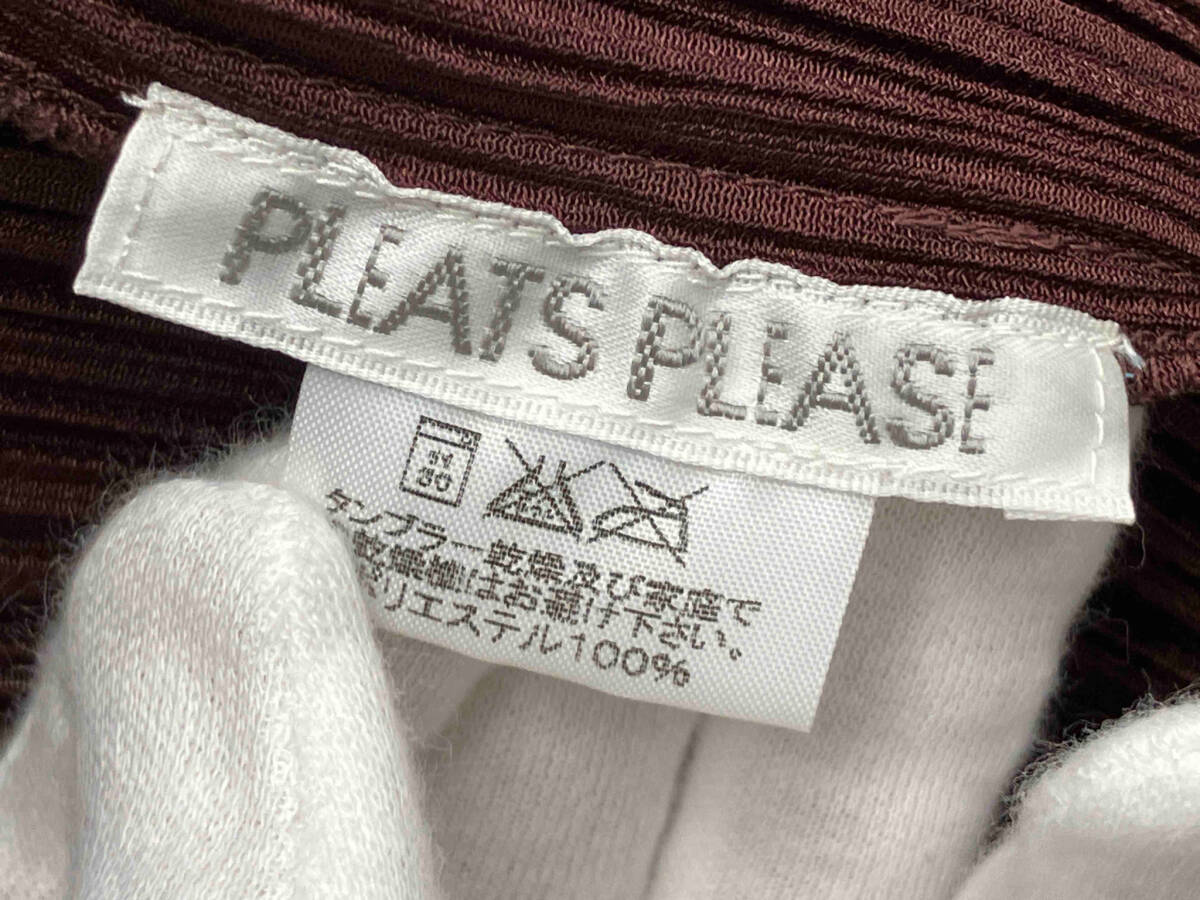 PLEATS PLEASE
タンブラー乾燥及び家庭で
乾燥機はお避け下さい。
ポリエステル100%